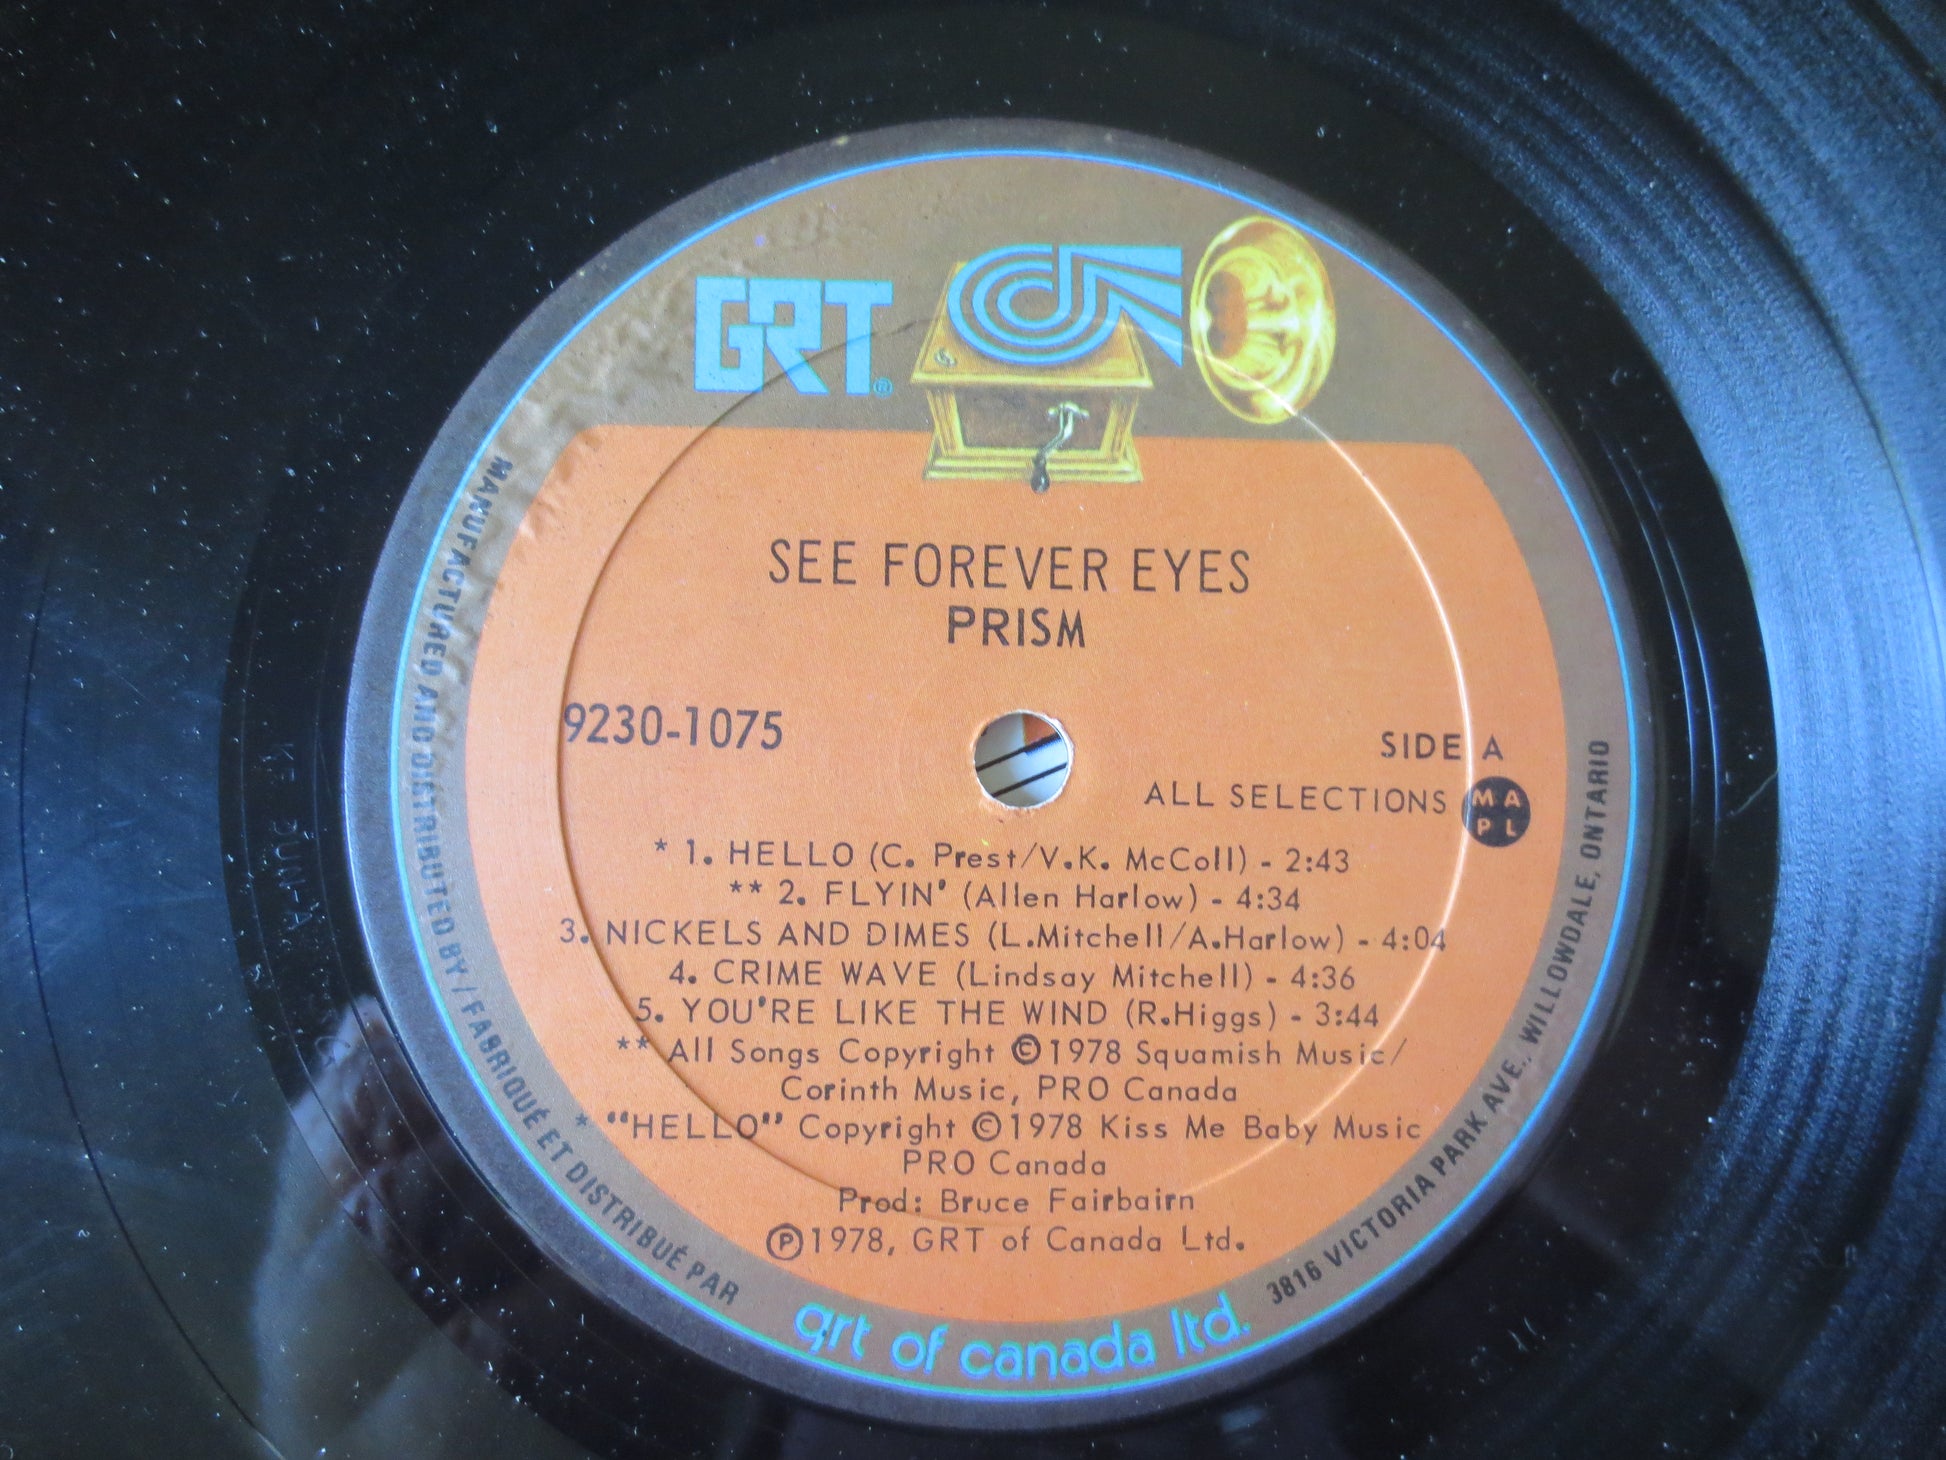 GRT®
SEE FOREVER EYES
PRISM
9230-1075
SIDE A
ALL SELECTIONS
MA
PL
* 1. HELLO (C. Prest/V.K. McColl) - 2:43
** 2. FLYIN' (Allen Harlow) - 4:34
3. NICKELS AND DIMES (L.Mitchell/A.Harlow) - 4:04
4. CRIME WAVE (Lindsay Mitchell) - 4:36
5. YOU'RE LIKE THE WIND (R.Higgs) - 3:44
** All Songs Copyright ©1978 Squamish Music/
Corinth Music, PRO Canada
* "HELLO" Copyright ©1978 Kiss Me Baby Music
PRO Canada
Prod: Bruce Fairbairn
℗1978, GRT of Canada Ltd.
MANUFACTURED AND DISTRIBUTED BY / FABRIQUÉ ET DISTRIBUÉ PAR
grt of canada ltd.
3816 VICTORIA PARK AVE., WILLOWDALE, ONTARIO